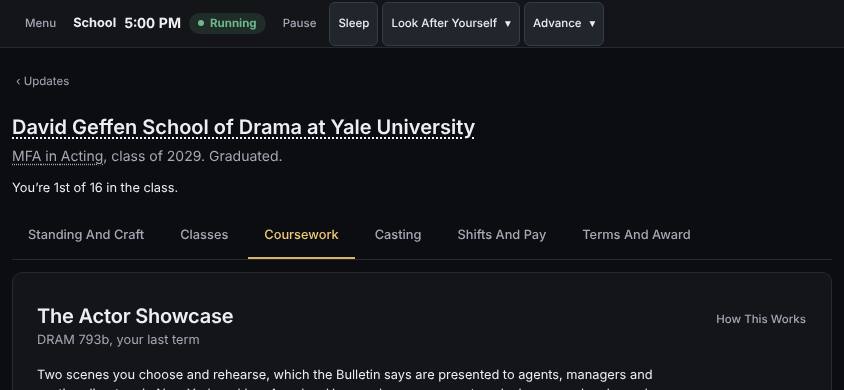 Menu School 5:00 PM Running Pause Sleep Look After Yourself ▾ Advance ▾
‹ Updates
David Geffen School of Drama at Yale University
MFA in Acting, class of 2029. Graduated.
You're 1st of 16 in the class.
Standing And Craft Classes Coursework Casting Shifts And Pay Terms And Award
The Actor Showcase
How This Works
DRAM 793b, your last term
Two scenes you choose and rehearse, which the Bulletin says are presented to agents, managers and